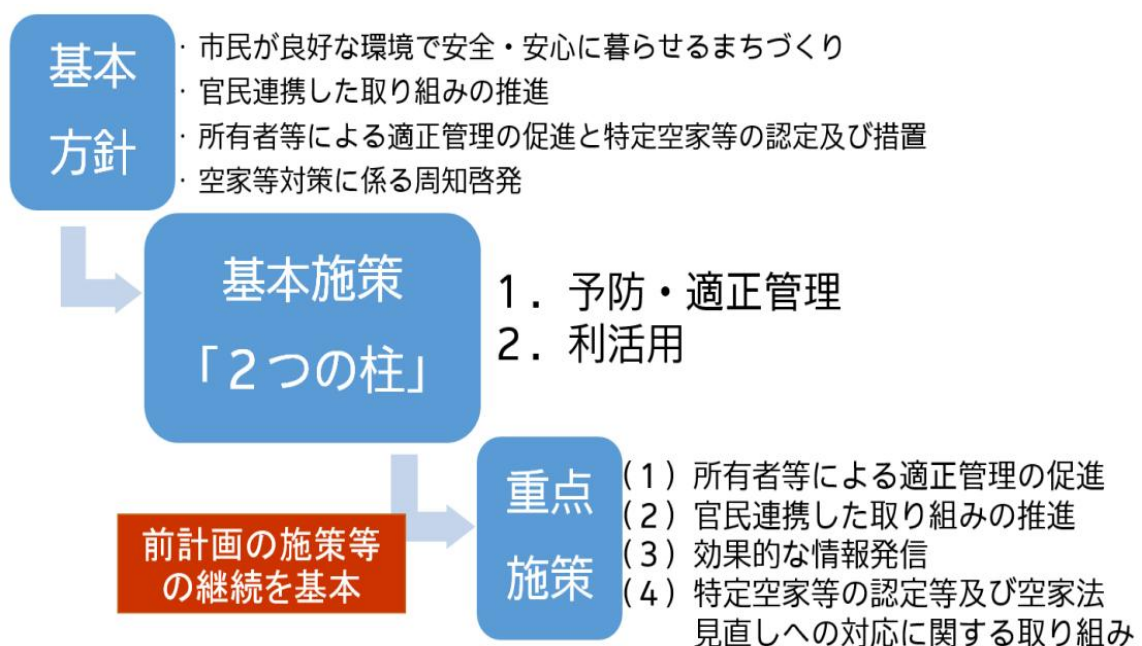 基本
方針
・市民が良好な環境で安全・安心に暮らせるまちづくり
・官民連携した取り組みの推進
・所有者等による適正管理の促進と特定空家等の認定及び措置
・空家等対策に係る周知啓発
基本施策
「２つの柱」
１．予防・適正管理
２．利活用
前計画の施策等
の継続を基本
重点
施策
（１）所有者等による適正管理の促進
（２）官民連携した取り組みの推進
（３）効果的な情報発信
（４）特定空家等の認定等及び空家法
見直しへの対応に関する取り組み